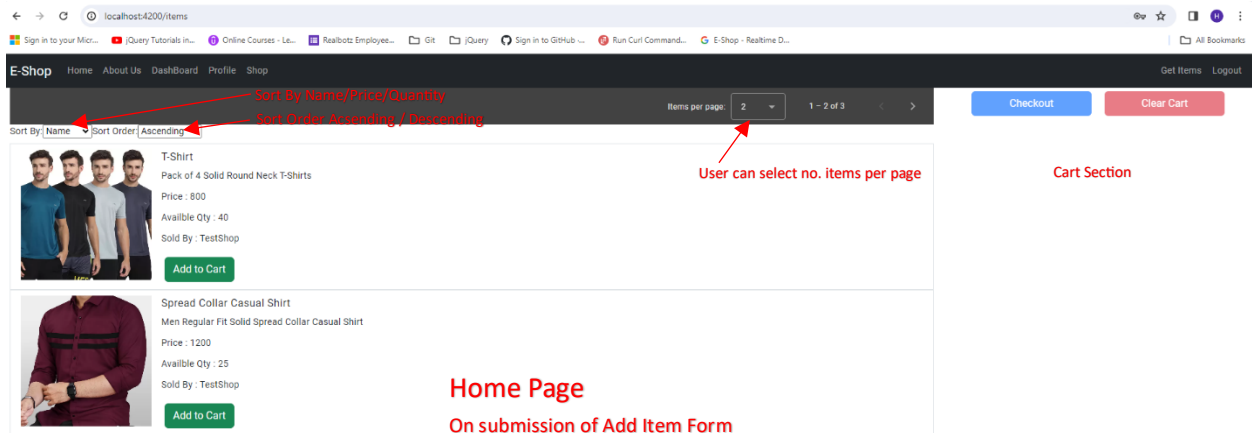 localhost:4200/items
Sign in to your Micr... jQuery Tutorials in... Online Courses - Le... Realbotz Employee... Git jQuery Sign in to GitHub -... Run Curl Command... E-Shop - Realtime D... All Bookmarks
E-Shop Home About Us DashBoard Profile Shop Get Items Logout
Sort By Name/Price/Quantity
Items per page: 2 1 – 2 of 3
Checkout Clear Cart
Sort Order Acsending / Descending
Sort By: Name Sort Order: Ascending
T-Shirt
Pack of 4 Solid Round Neck T-Shirts
User can select no. items per page
Cart Section
Price : 800
Availble Qty : 40
Sold By : TestShop
Add to Cart
Spread Collar Casual Shirt
Men Regular Fit Solid Spread Collar Casual Shirt
Price : 1200
Availble Qty : 25
Sold By : TestShop
Home Page
Add to Cart
On submission of Add Item Form